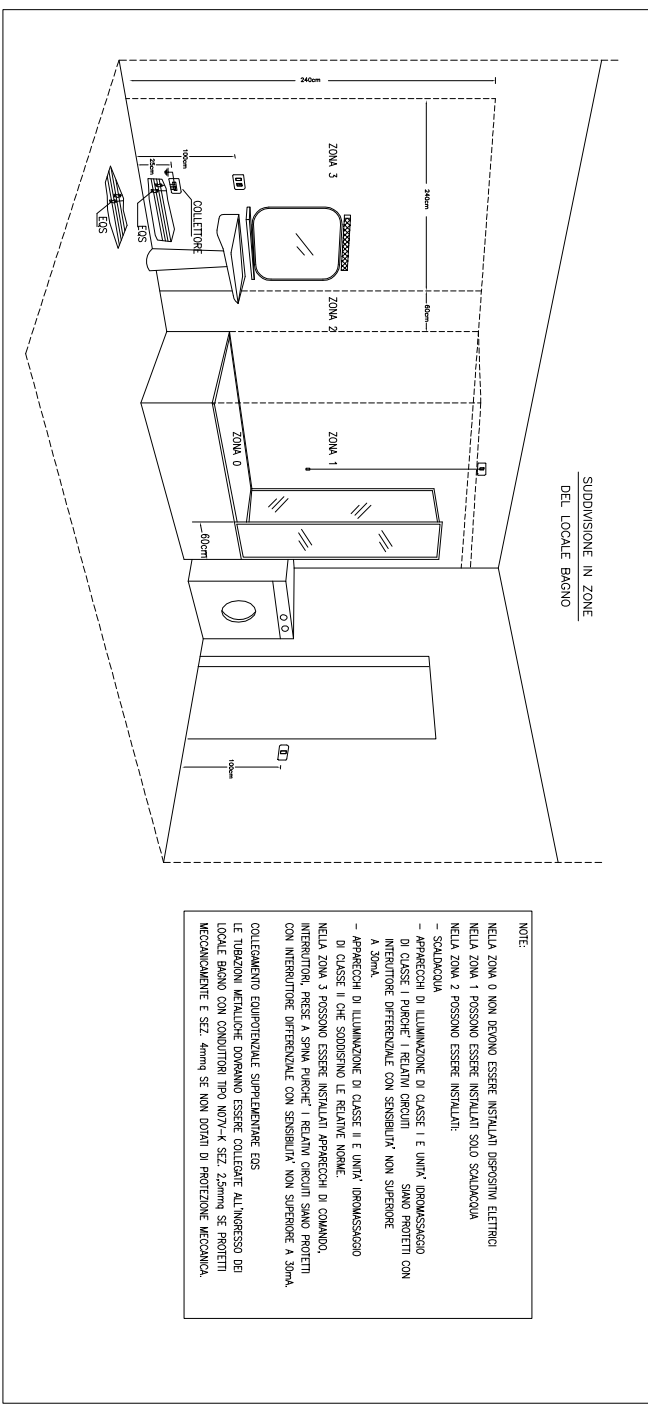 SUDDIVISIONE IN ZONE
DEL LOCALE BAGNO
240cm
240cm
60cm
ZONA 3
ZONA 2
ZONA 1
ZONA 0
60cm
100cm
25cm
COLLETTORE
EQS
EQS
100cm
NOTE:
NELLA ZONA 0 NON DEVONO ESSERE INSTALLATI DISPOSITIVI ELETTRICI
NELLA ZONA 1 POSSONO ESSERE INSTALLATI SOLO SCALDACQUA
NELLA ZONA 2 POSSONO ESSERE INSTALLATI:
- SCALDACQUA
- APPARECCHI DI ILLUMINAZIONE DI CLASSE I E UNITA' IDROMASSAGGIO
DI CLASSE I PURCHE' I RELATIVI CIRCUITI SIANO PROTETTI CON
INTERUTTORE DIFFERENZIALE CON SENSIBILITA' NON SUPERIORE
A 30mA.
- APPARECCHI DI ILLUMINAZIONE DI CLASSE II E UNITA' IDROMASSAGGIO
DI CLASSE II CHE SODDISFINO LE RELATIVE NORME.
NELLA ZONA 3 POSSONO ESSERE INSTALLATI APPARECCHI DI COMANDO,
INTERRUTTORI, PRESE A SPINA PURCHE' I RELATIVI CIRCUITI SIANO PROTETTI
CON INTERRUTTORE DIFFERENZIALE CON SENSIBILITA' NON SUPERIORE A 30mA.
COLLEGAMENTO EQUIPOTENZIALE SUPPLEMENTARE EQS
LE TUBAZIONI METALLICHE DOVRANNO ESSERE COLLEGATE ALL'INGRESSO DEI
LOCALE BAGNO CON CONDUTTORI TIPO N07V-K SEZ. 2,5mmq SE PROTETTI
MECCANICAMENTE E SEZ. 4mmq SE NON DOTATI DI PROTEZIONE MECCANICA.